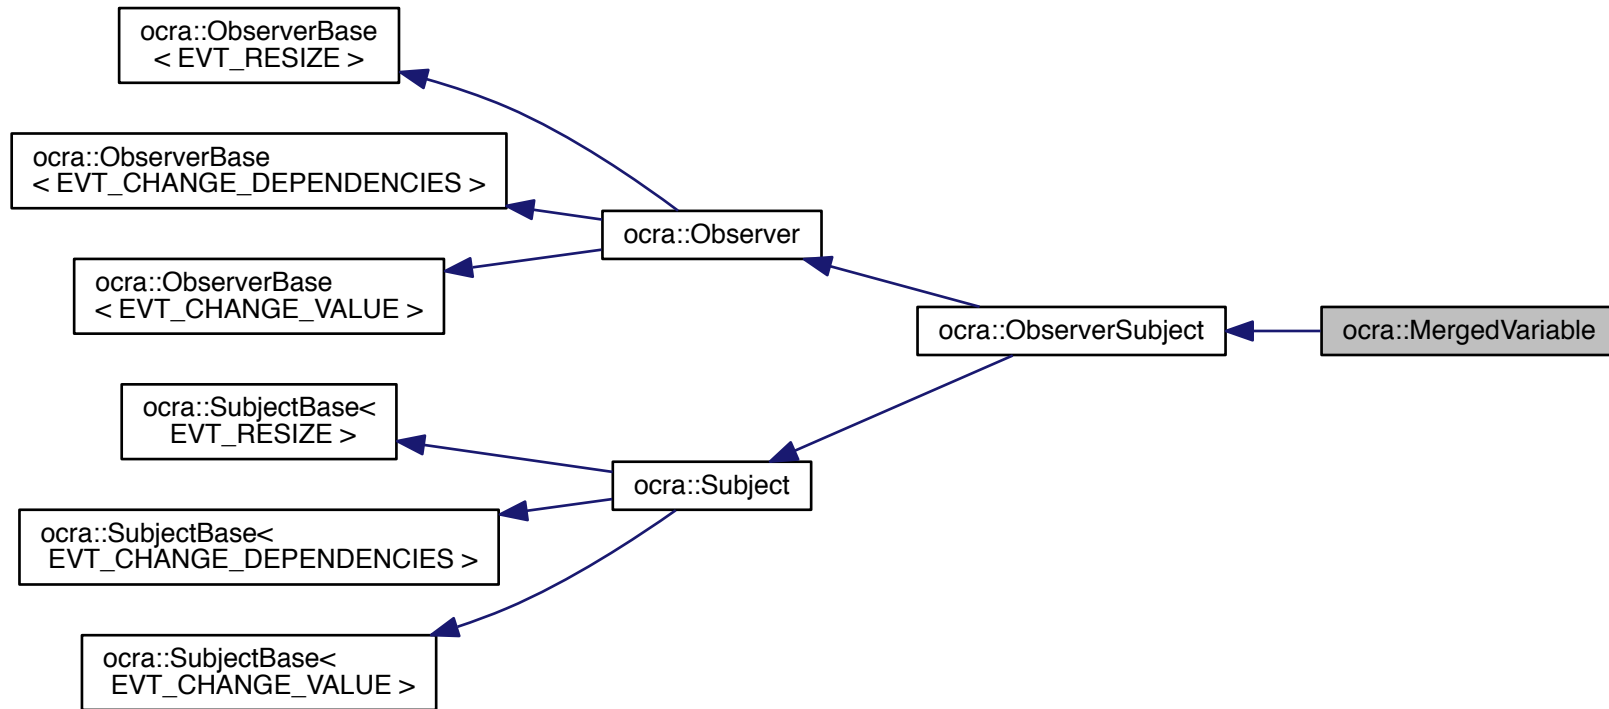 ocra::ObserverBase
< EVT_RESIZE >
ocra::ObserverBase
< EVT_CHANGE_DEPENDENCIES >
ocra::Observer
ocra::ObserverBase
< EVT_CHANGE_VALUE >
ocra::ObserverSubject
ocra::MergedVariable
ocra::SubjectBase<
EVT_RESIZE >
ocra::Subject
ocra::SubjectBase<
EVT_CHANGE_DEPENDENCIES >
ocra::SubjectBase<
EVT_CHANGE_VALUE >